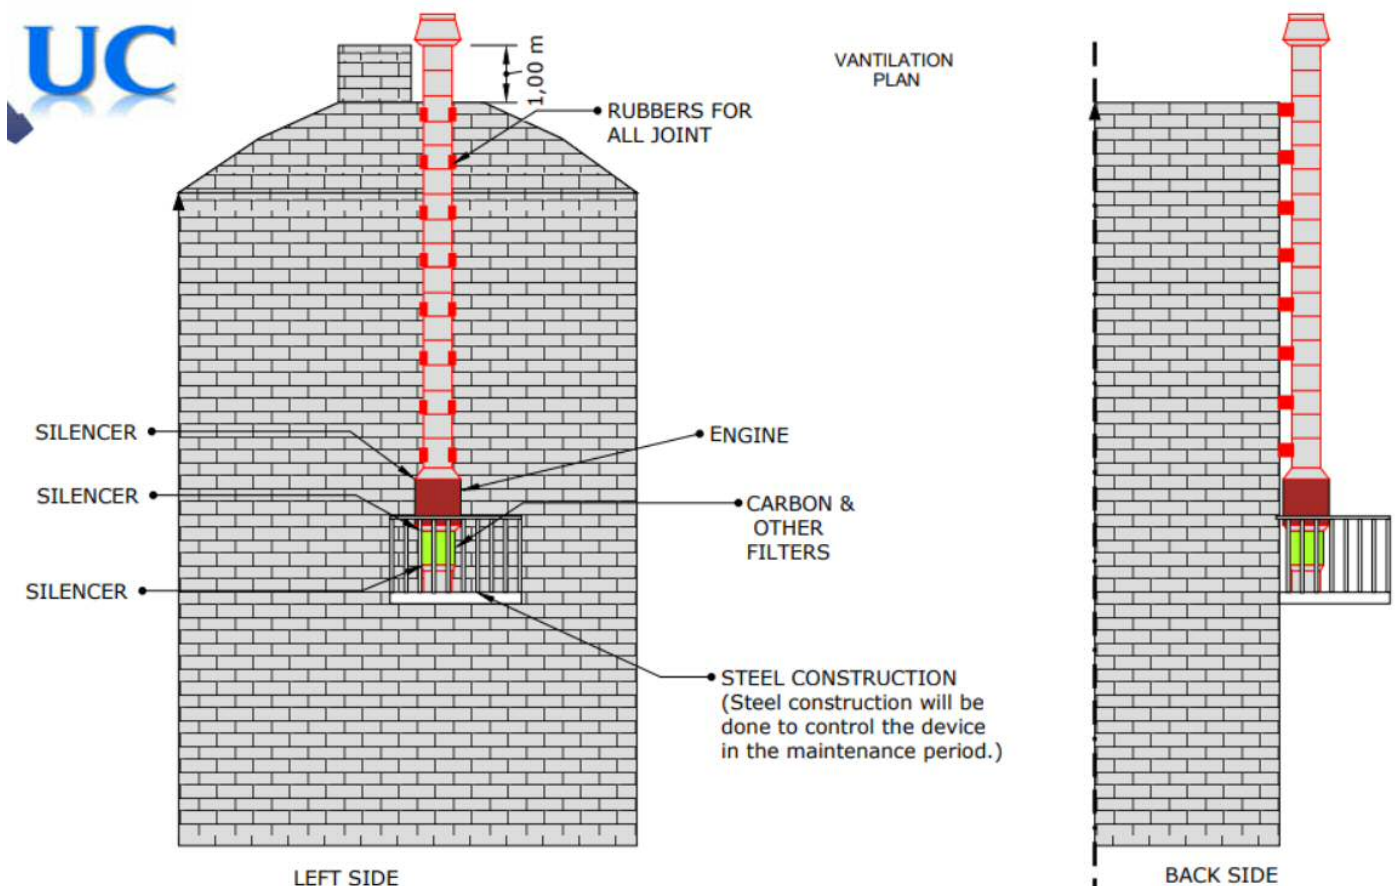 UC
1,00 m
VANTILATION
PLAN
RUBBERS FOR
ALL JOINT
SILENCER
ENGINE
SILENCER
CARBON &
OTHER
FILTERS
SILENCER
STEEL CONSTRUCTION
(Steel construction will be
done to control the device
in the maintenance period.)
LEFT SIDE
BACK SIDE